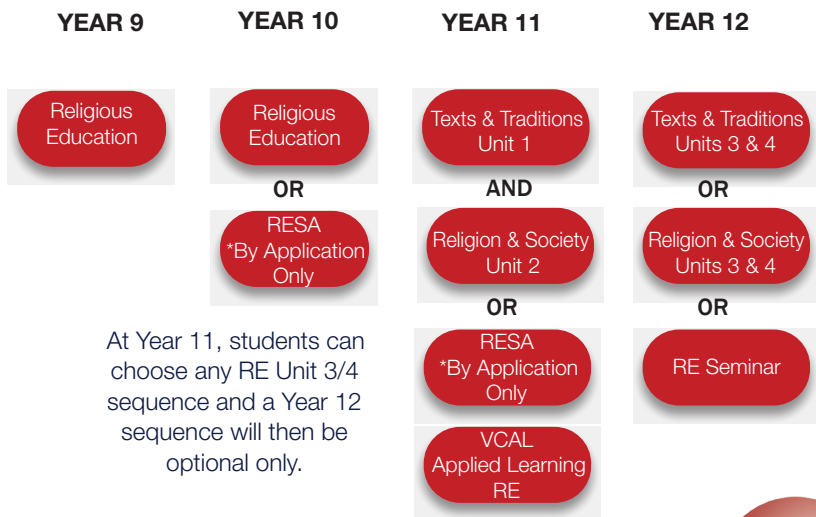 YEAR 9
YEAR 10
YEAR 11
YEAR 12
Religious
Education
Religious
Education
OR
RESA
*By Application
Only
Texts & Traditions
Unit 1
AND
Religion & Society
Unit 2
OR
RESA
*By Application
Only
VCAL
Applied Learning
RE
Texts & Traditions
Units 3 & 4
OR
Religion & Society
Units 3 & 4
OR
RE Seminar
At Year 11, students can
choose any RE Unit 3/4
sequence and a Year 12
sequence will then be
optional only.